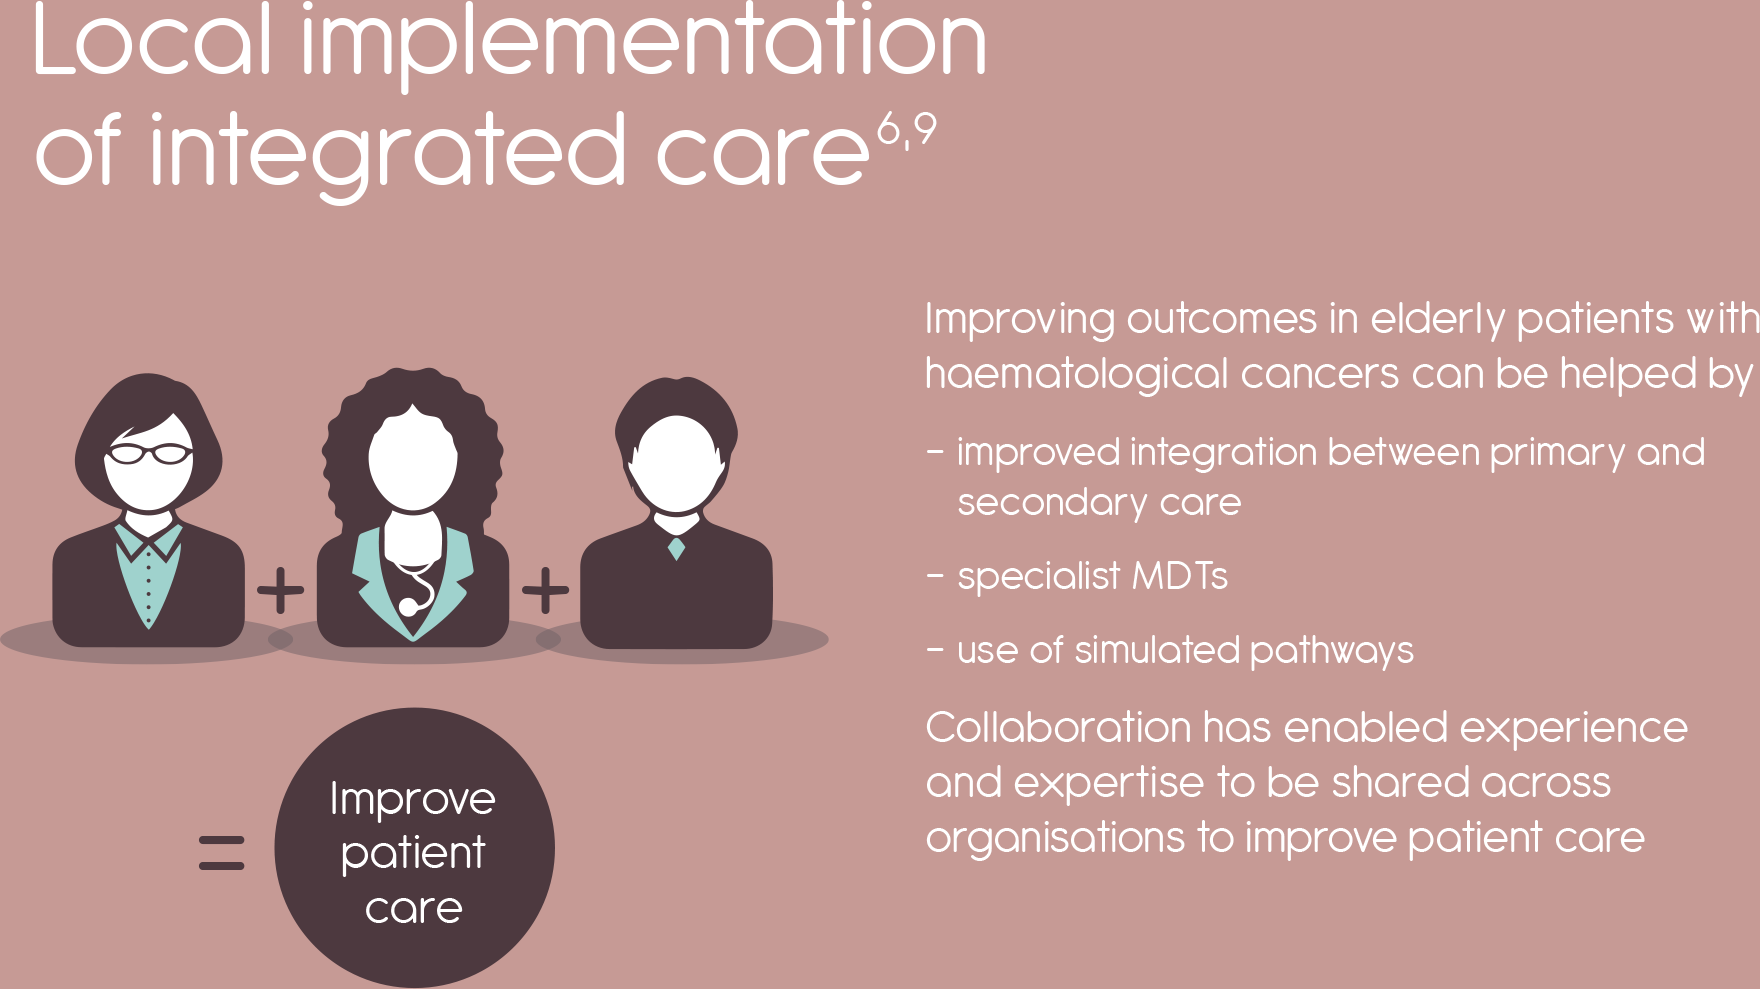 Local implementation
of integrated care6,9
Improving outcomes in elderly patients with
haematological cancers can be helped by
- improved integration between primary and
secondary care
- specialist MDTs
- use of simulated pathways
Collaboration has enabled experience
and expertise to be shared across
organisations to improve patient care
+ +
=
Improve
patient
care